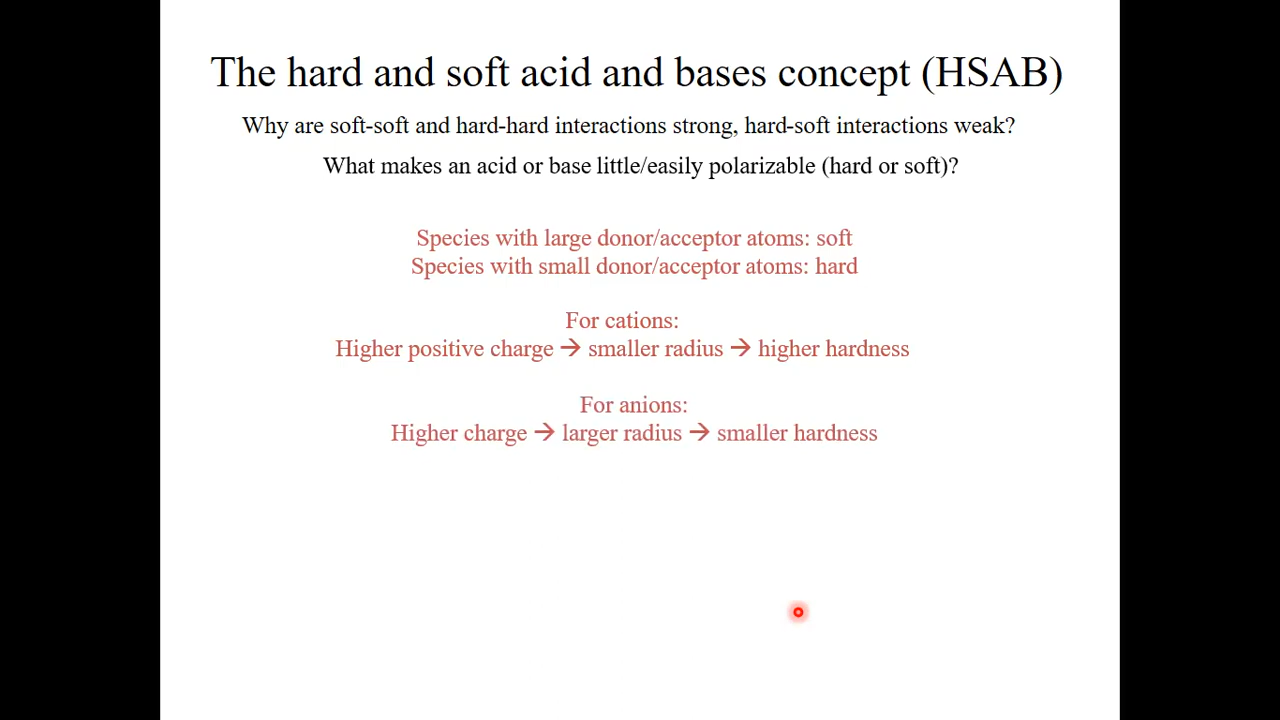 The hard and soft acid and bases concept (HSAB)
Why are soft-soft and hard-hard interactions strong, hard-soft interactions weak?
What makes an acid or base little/easily polarizable (hard or soft)?
Species with large donor/acceptor atoms: soft
Species with small donor/acceptor atoms: hard
For cations:
Higher positive charge → smaller radius → higher hardness
For anions:
Higher charge → larger radius → smaller hardness